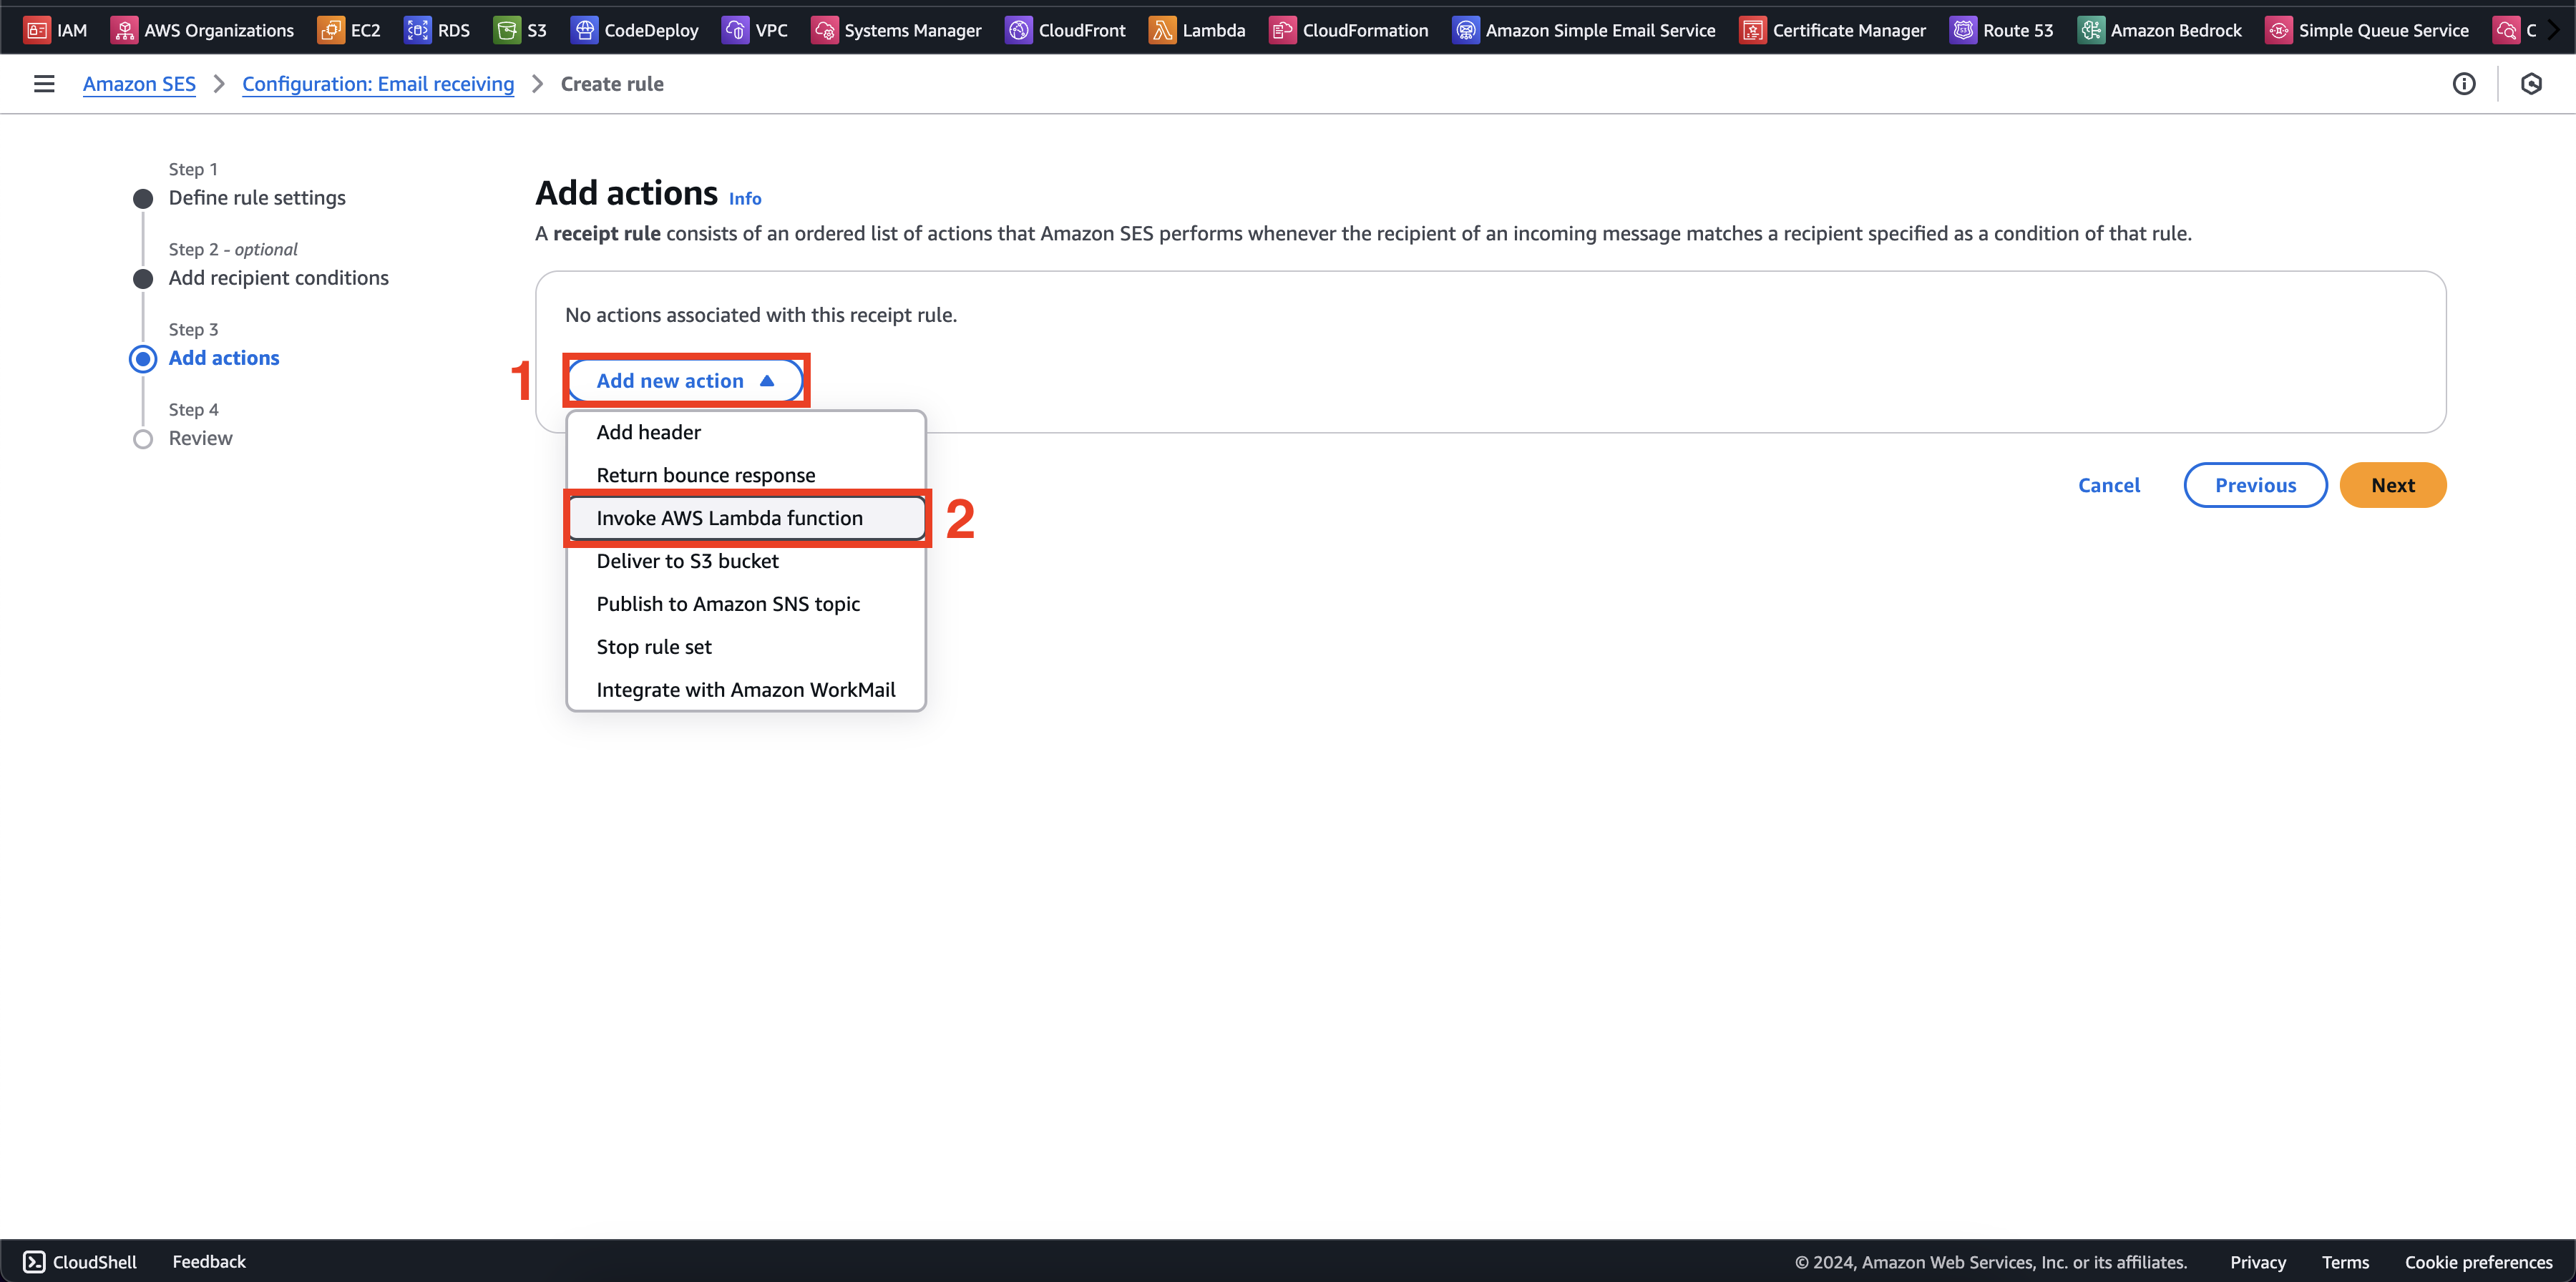 IAM AWS Organizations EC2 RDS S3 CodeDeploy VPC Systems Manager CloudFront Lambda CloudFormation Amazon Simple Email Service Certificate Manager Route 53 Amazon Bedrock Simple Queue Service C
Amazon SES > Configuration: Email receiving > Create rule
Step 1
Define rule settings
Step 2 - optional
Add recipient conditions
Step 3
Add actions
Step 4
Review
Add actions Info
A receipt rule consists of an ordered list of actions that Amazon SES performs whenever the recipient of an incoming message matches a recipient specified as a condition of that rule.
No actions associated with this receipt rule.
1 Add new action
Add header
Return bounce response
Invoke AWS Lambda function 2
Deliver to S3 bucket
Publish to Amazon SNS topic
Stop rule set
Integrate with Amazon WorkMail
Cancel Previous Next
CloudShell Feedback © 2024, Amazon Web Services, Inc. or its affiliates. Privacy Terms Cookie preferences